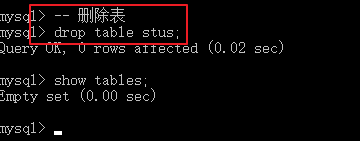 mysql> -- 删除表
mysql> drop table stus;
Query OK, 0 rows affected (0.02 sec)
mysql> show tables;
Empty set (0.00 sec)
mysql>